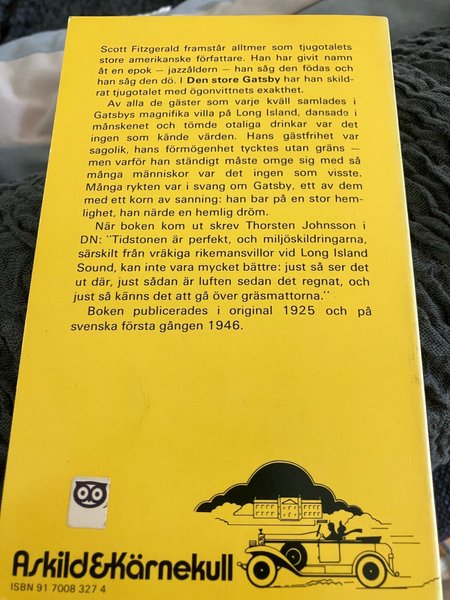 Scott Fitzgerald framstår alltmer som tjugotalets
store amerikanske författare. Han har givit namn
åt en epok — jazzåldern — han såg den födas och
han såg den dö. I Den store Gatsby har han skild-
rat tjugotalet med ögonvittnets exakthet.
Av alla de gäster som varje kväll samlades i
Gatsbys magnifika villa på Long Island, dansade i
månskenet och tömde otaliga drinkar var det
ingen som kände värden. Hans gästfrihet var
sagolik, hans förmögenhet tycktes utan gräns —
men varför han ständigt måste omge sig med så
många människor var det ingen som visste.
Många rykten var i svang om Gatsby, ett av dem
med ett korn av sanning: han bar på en stor hem-
lighet, han närde en hemlig dröm.
När boken kom ut skrev Thorsten Johnsson i
DN: "Tidstonen är perfekt, och miljöskildringarna,
särskilt från vräkiga rikemansvillor vid Long Island
Sound, kan inte vara mycket bättre: just så ser det
ut där, just sådan är luften sedan det regnat, och
just så känns det att gå över gräsmattorna."
Boken publicerades i original 1925 och på
svenska första gången 1946.
Askild&Kärnekull
ISBN 91 7008 327 4